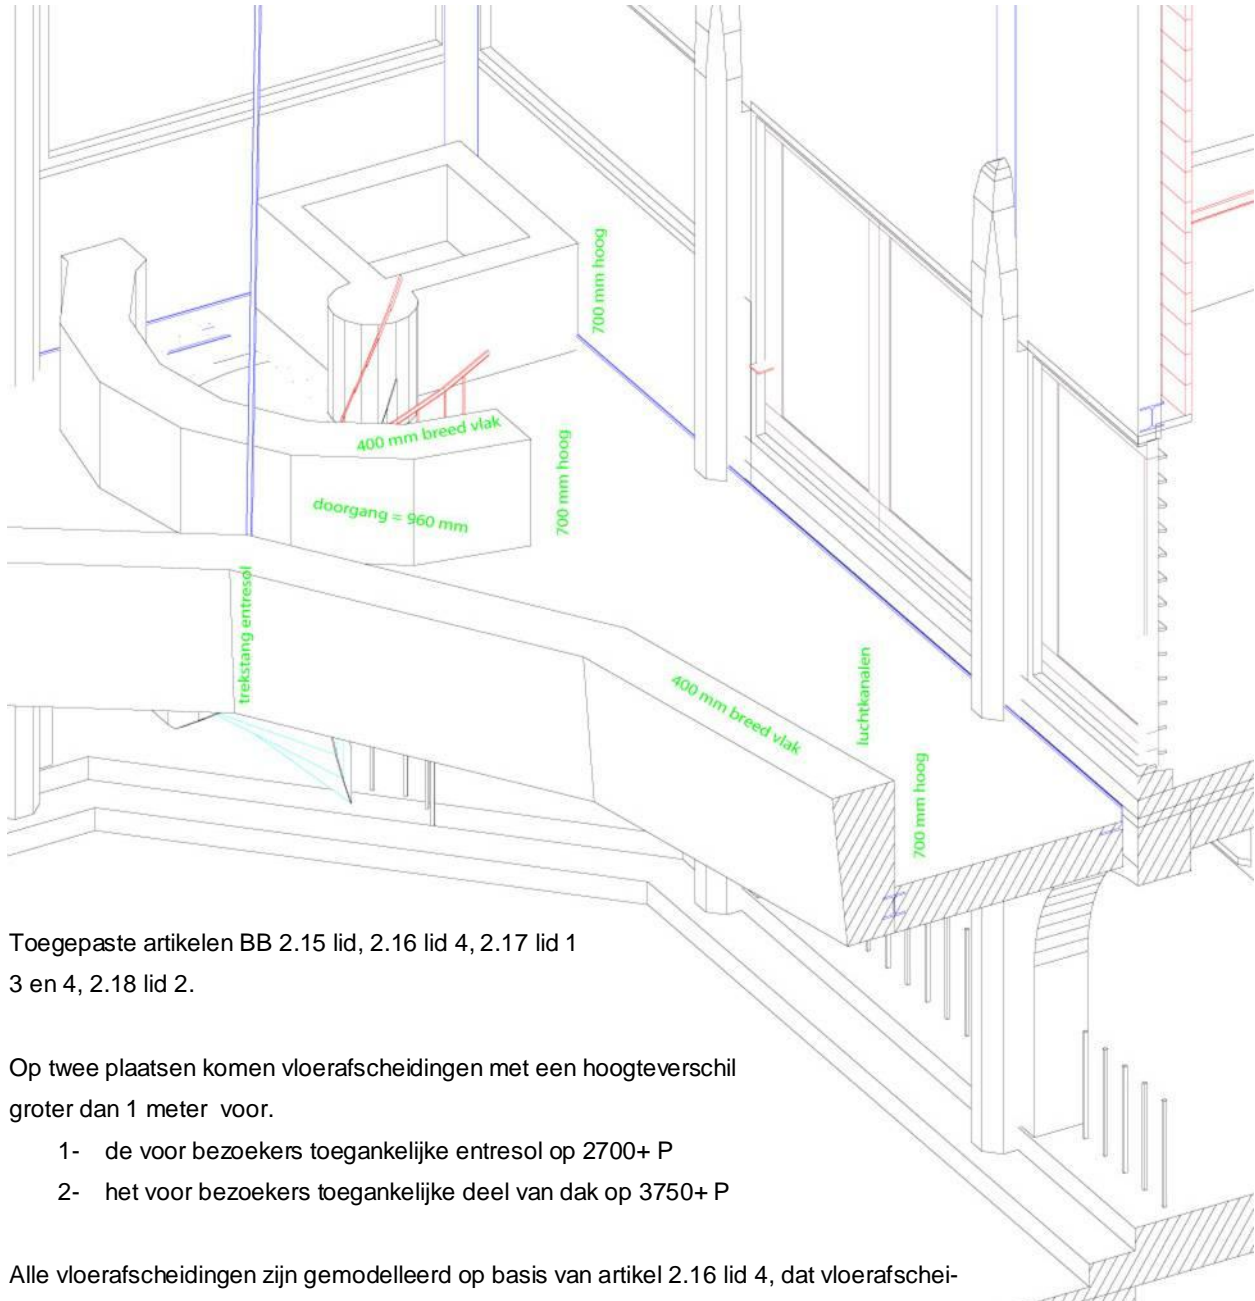 700 mm hoog
400 mm breed vlak
700 mm hoog
doorgang = 960 mm
trekstang entresol
luchtkanalen
400 mm breed vlak
700 mm hoog
Toegepaste artikelen BB 2.15 lid, 2.16 lid 4, 2.17 lid 1
3 en 4, 2.18 lid 2.
Op twee plaatsen komen vloerafscheidingen met een hoogteverschil
groter dan 1 meter voor.
1- de voor bezoekers toegankelijke entresol op 2700+ P
2- het voor bezoekers toegankelijke deel van dak op 3750+ P
Alle vloerafscheidingen zijn gemodelleerd op basis van artikel 2.16 lid 4, dat vloerafschei-